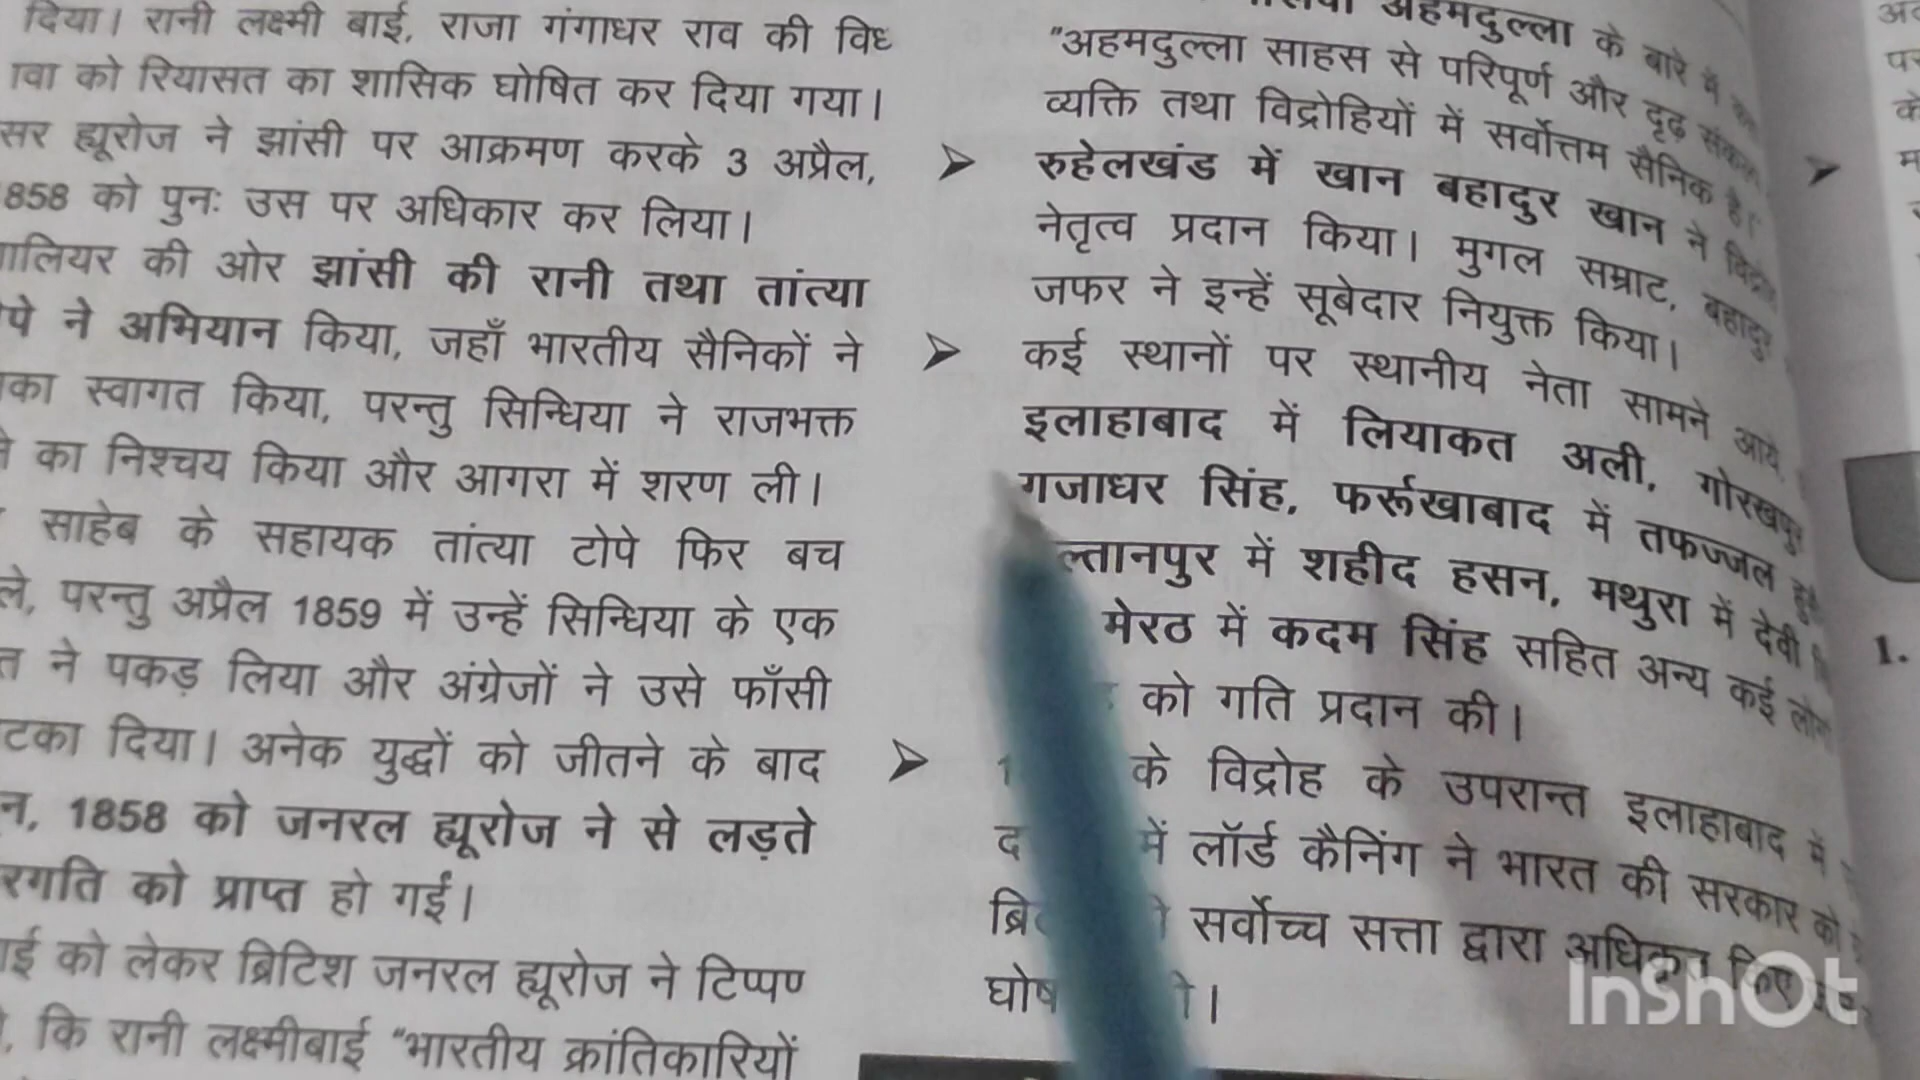 दिया। रानी लक्ष्मी बाई, राजा गंगाधर राव की विध
ावा को रियासत का शासिक घोषित कर दिया गया।
सर ह्यूरोज ने झांसी पर आक्रमण करके 3 अप्रैल,
858 को पुनः उस पर अधिकार कर लिया।
ालियर की ओर झांसी की रानी तथा तांत्या
पे ने अभियान किया, जहाँ भारतीय सैनिकों ने
का स्वागत किया, परन्तु सिन्धिया ने राजभक्त
का निश्चय किया और आगरा में शरण ली।
साहेब के सहायक तांत्या टोपे फिर बच
ले, परन्तु अप्रैल 1859 में उन्हें सिन्धिया के एक
त ने पकड़ लिया और अंग्रेजों ने उसे फाँसी
टका दिया। अनेक युद्धों को जीतने के बाद
न, 1858 को जनरल ह्यूरोज ने से लड़ते
रगति को प्राप्त हो गईं।
ाई को लेकर ब्रिटिश जनरल ह्यूरोज ने टिप्पण
, कि रानी लक्ष्मीबाई "भारतीय क्रांतिकारियों
अहमदुल्ला के बारे में
"अहमदुल्ला साहस से परिपूर्ण और दृढ़ संकल्प
व्यक्ति तथा विद्रोहियों में सर्वोत्तम सैनिक है।"
➤ रुहेलखंड में खान बहादुर खान ने विद्रोह
नेतृत्व प्रदान किया। मुगल सम्राट, बहादुर
जफर ने इन्हें सूबेदार नियुक्त किया।
➤ कई स्थानों पर स्थानीय नेता सामने आये,
इलाहाबाद में लियाकत अली, गोरखपुर
गजाधर सिंह, फर्रूखाबाद में तफज्जल
ल्तानपुर में शहीद हसन, मथुरा में देवी
मेरठ में कदम सिंह सहित अन्य कई लोगों
को गति प्रदान की।
➤ के विद्रोह के उपरान्त इलाहाबाद में
में लॉर्ड कैनिंग ने भारत की सरकार को
सर्वोच्च सत्ता द्वारा अधिकृत किए
घोष
1.
InShOt